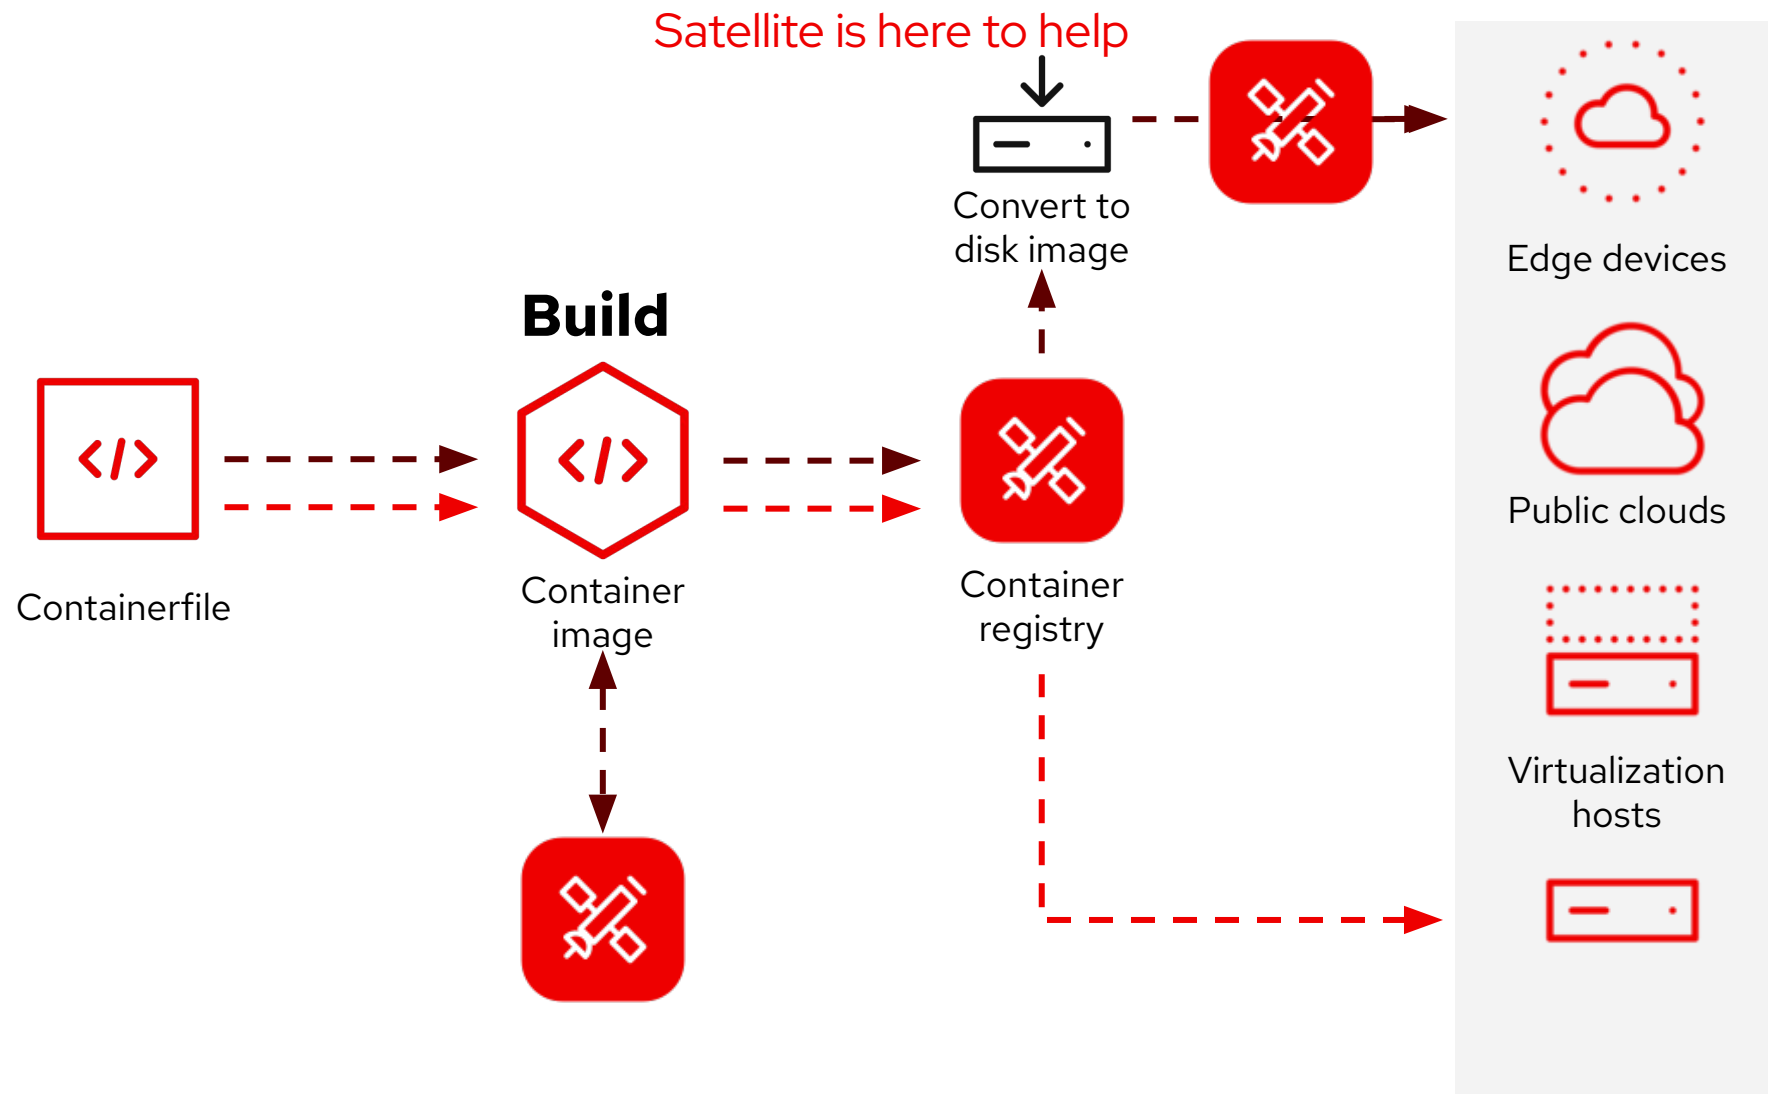 Satellite is here to help
Convert to
disk image
Build
</>
</>
Containerfile
Container
image
Container
registry
Edge devices
Public clouds
Virtualization
hosts